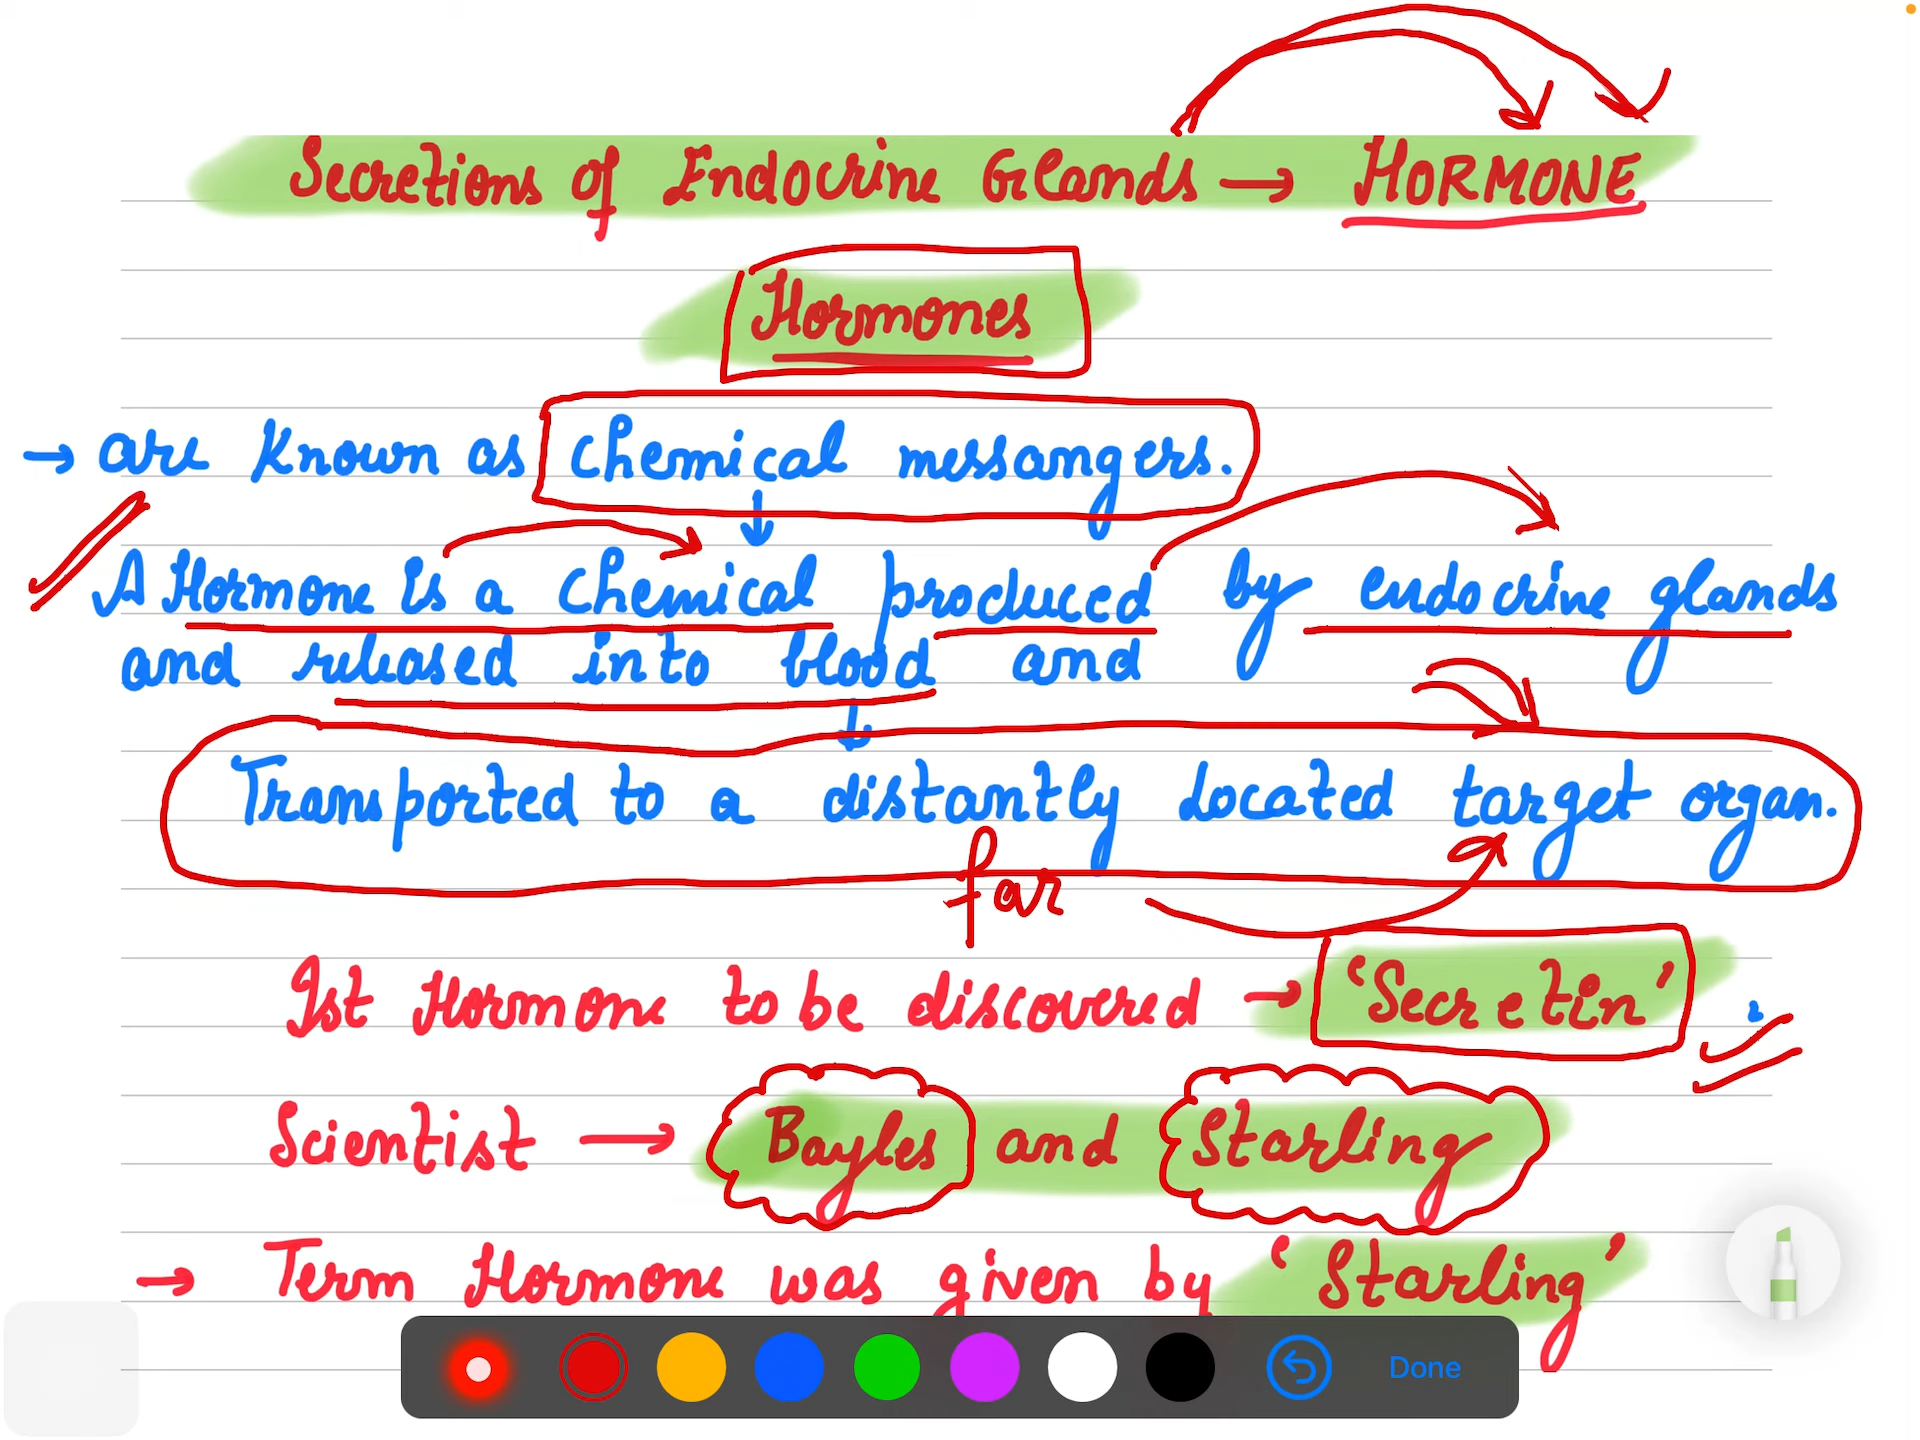 Secretions of Endocrine Glands → HORMONE
Hormones
→ are known as chemical messangers.
A Hormone is a chemical produced by endocrine glands
and released into blood and
Transported to a distantly located target organ.
far
Ist Hormone to be discovered → 'Secretin'
Scientist → Bayles and Starling
→ Term Hormone was given by 'Starling'
Done